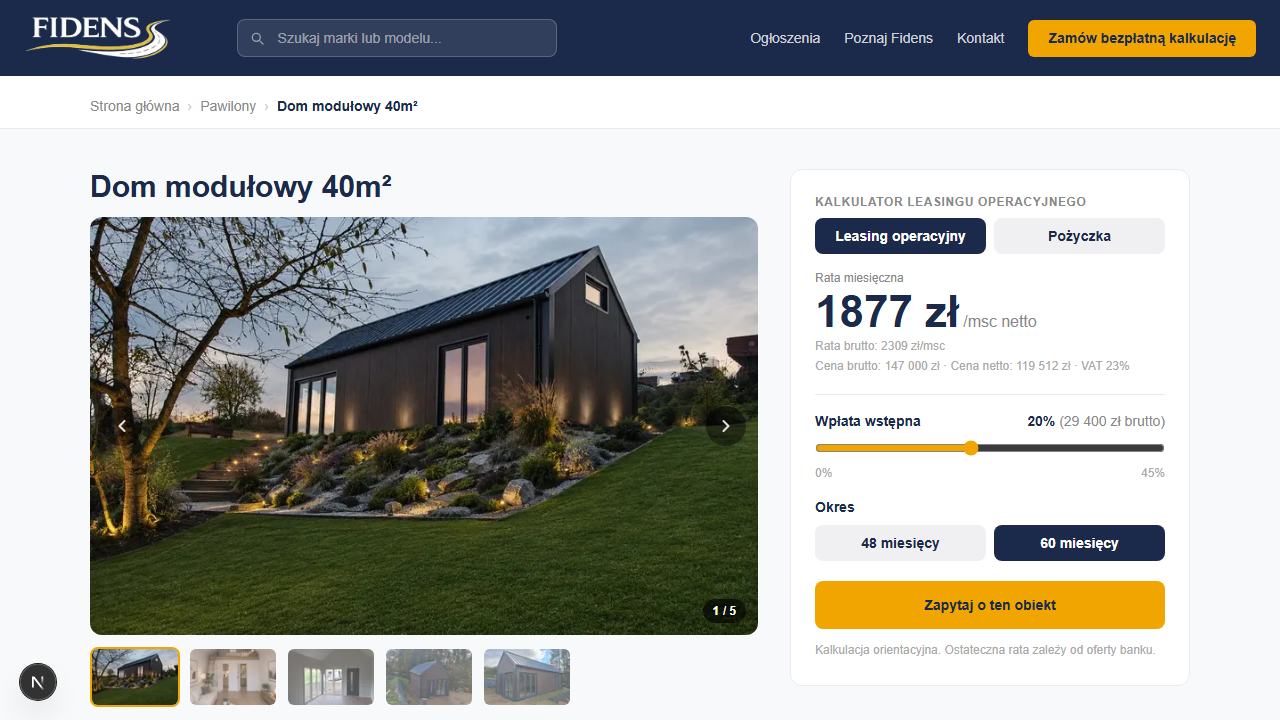 FIDENS
Szukaj marki lub modelu...
Ogłoszenia
Poznaj Fidens
Kontakt
Zamów bezpłatną kalkulację
Strona główna › Pawilony › Dom modułowy 40m²
Dom modułowy 40m²
1 / 5
N
KALKULATOR LEASINGU OPERACYJNEGO
Leasing operacyjny
Pożyczka
Rata miesięczna
1877 zł /msc netto
Rata brutto: 2309 zł/msc
Cena brutto: 147 000 zł · Cena netto: 119 512 zł · VAT 23%
Wpłata wstępna 20% (29 400 zł brutto)
0% 45%
Okres
48 miesięcy
60 miesięcy
Zapytaj o ten obiekt
Kalkulacja orientacyjna. Ostateczna rata zależy od oferty banku.